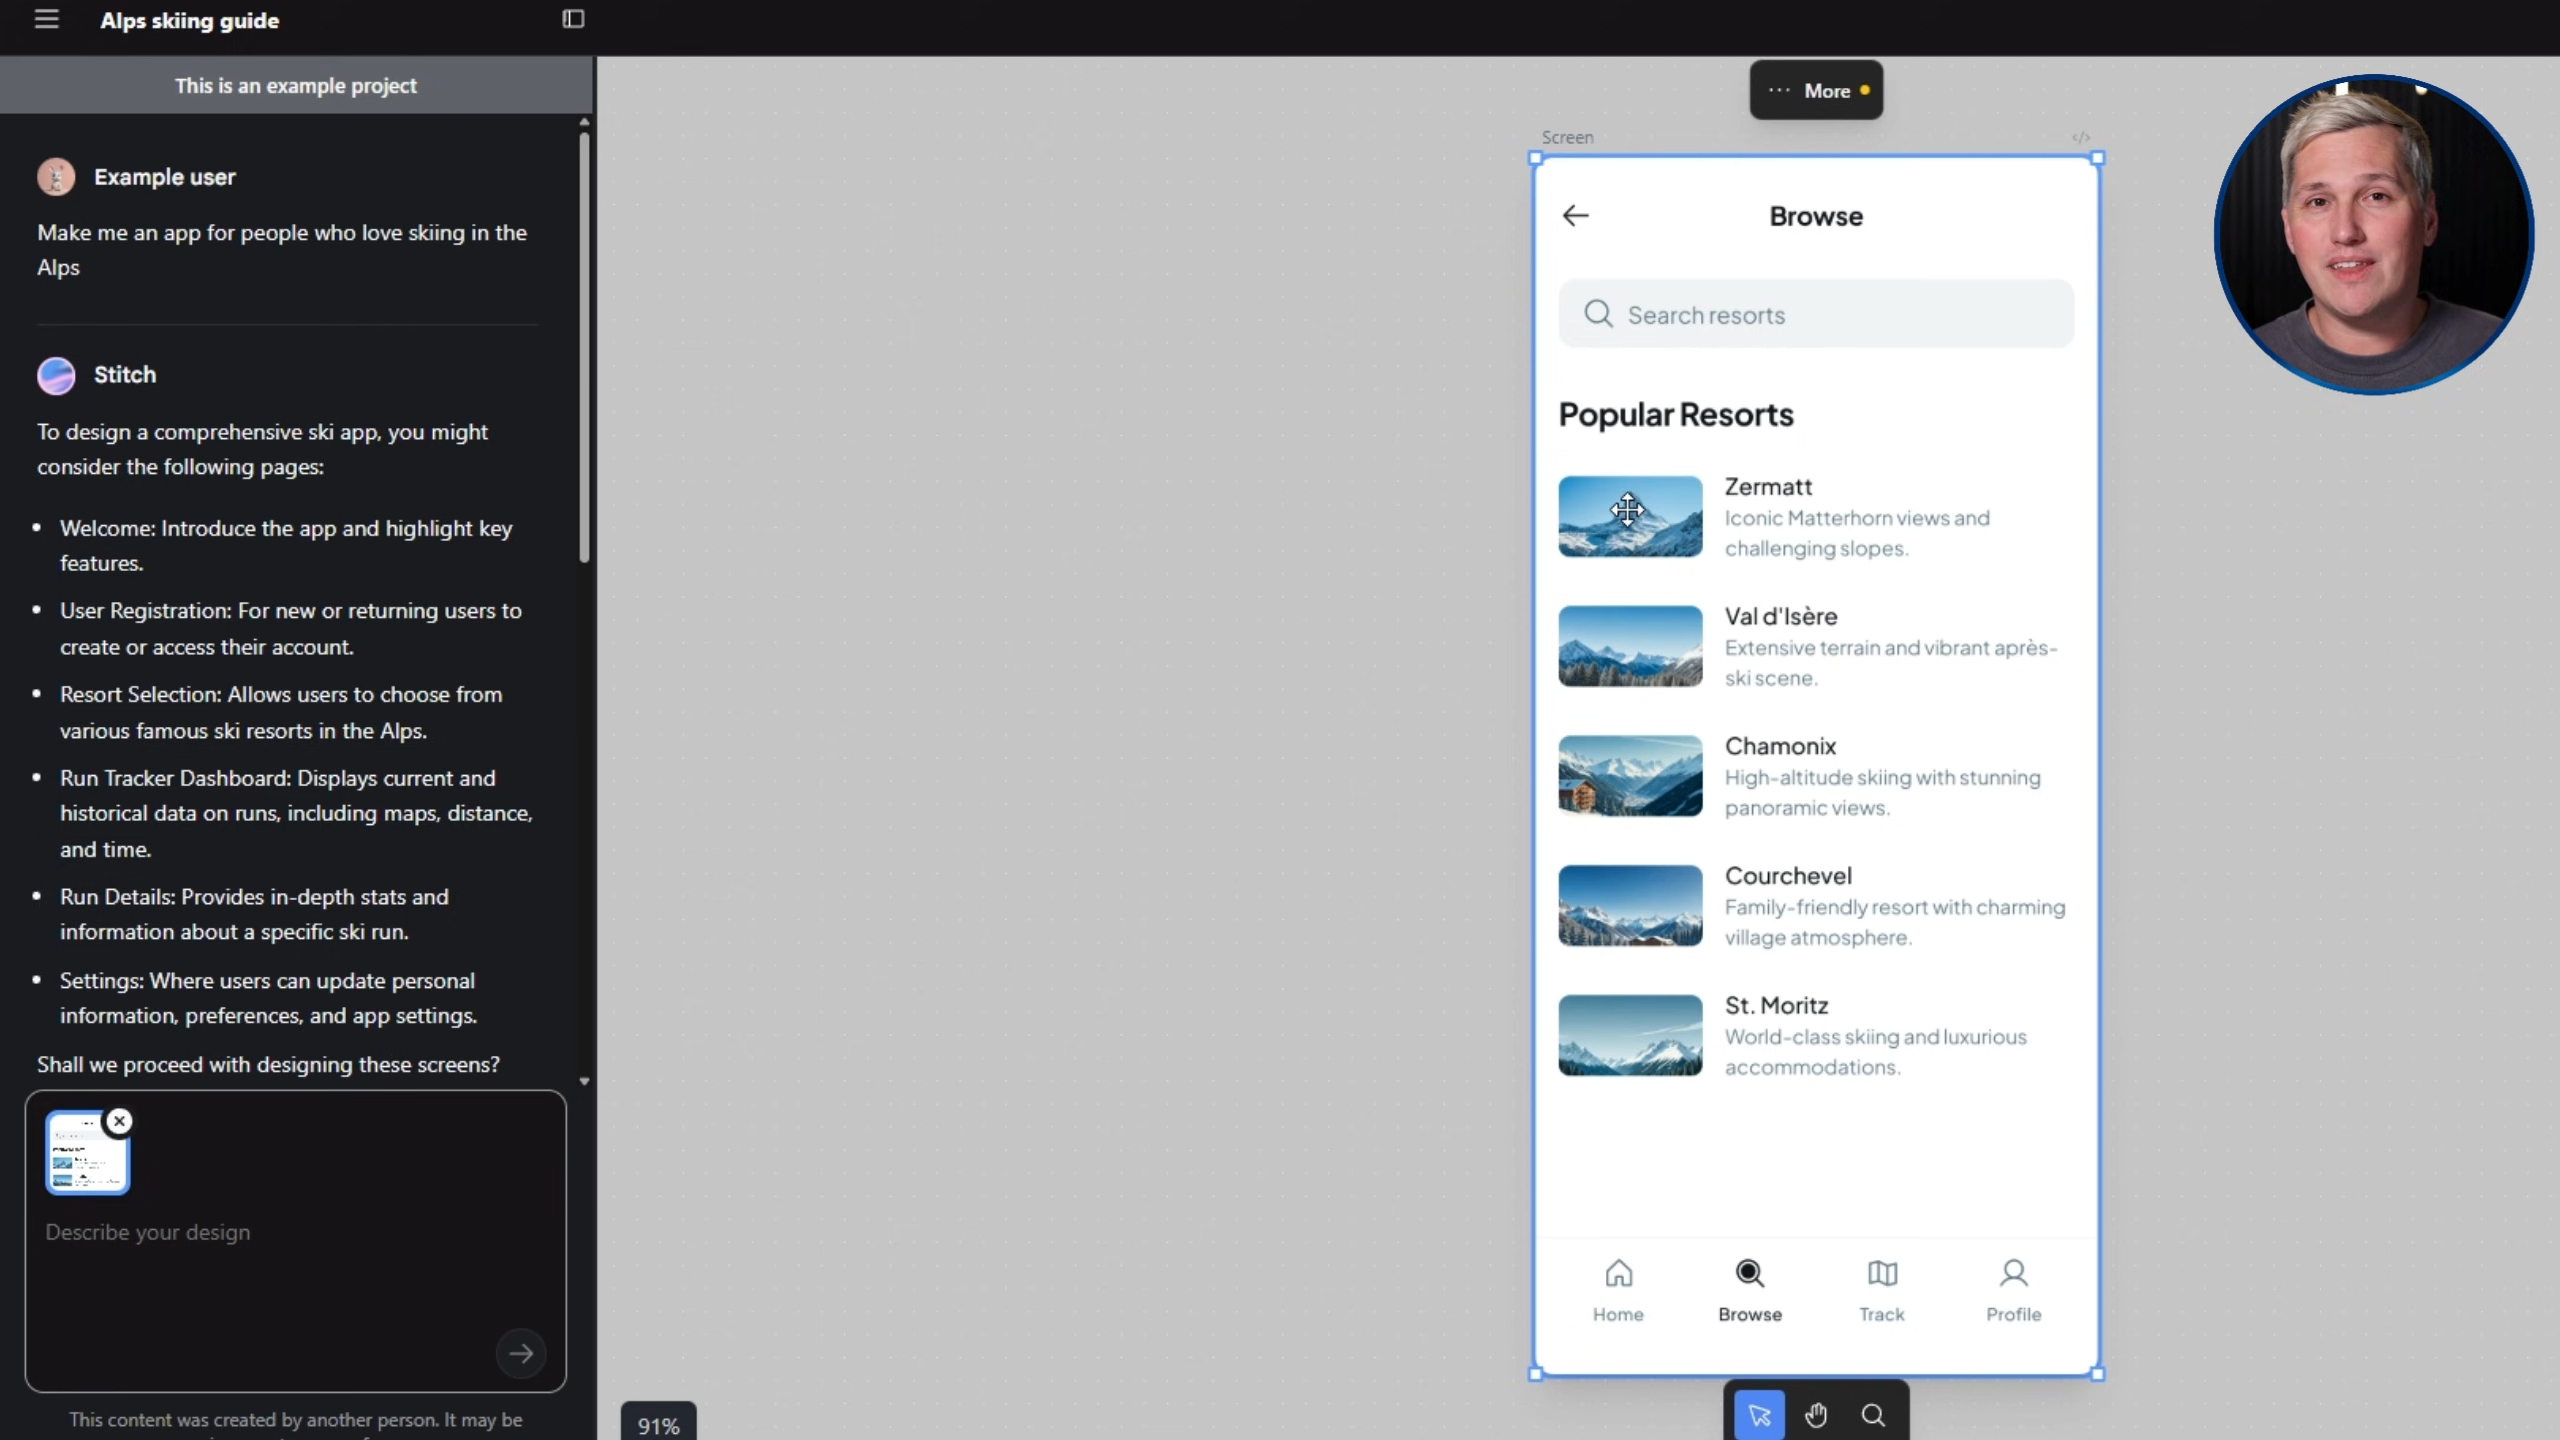 Alps skiing guide
This is an example project
Example user
Make me an app for people who love skiing in the
Alps
Stitch
To design a comprehensive ski app, you might
consider the following pages:
• Welcome: Introduce the app and highlight key
features.
• User Registration: For new or returning users to
create or access their account.
• Resort Selection: Allows users to choose from
various famous ski resorts in the Alps.
• Run Tracker Dashboard: Displays current and
historical data on runs, including maps, distance,
and time.
• Run Details: Provides in-depth stats and
information about a specific ski run.
• Settings: Where users can update personal
information, preferences, and app settings.
Shall we proceed with designing these screens?
Describe your design
This content was created by another person. It may be
91%
··· More
Screen
</>
Browse
Search resorts
Popular Resorts
Zermatt
Iconic Matterhorn views and
challenging slopes.
Val d'Isère
Extensive terrain and vibrant après-
ski scene.
Chamonix
High-altitude skiing with stunning
panoramic views.
Courchevel
Family-friendly resort with charming
village atmosphere.
St. Moritz
World-class skiing and luxurious
accommodations.
Home
Browse
Track
Profile